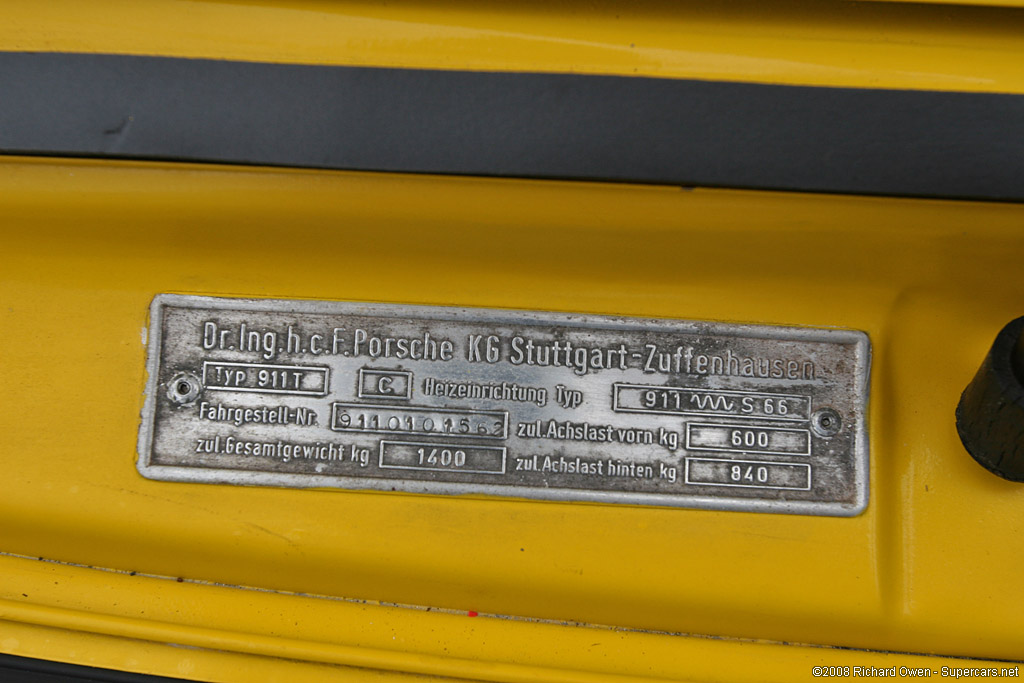 Dr.Ing.h.c.F.Porsche KG Stuttgart-Zuffenhausen
Typ 911T C Heizeinrichtung Typ 911 S 66
Fahrgestell-Nr. 9110101562 zul.Achslast vorn kg 600
zul.Gesamtgewicht kg 1400 zul.Achslast hinten kg 840
©2008 Richard Owen - Supercars.net